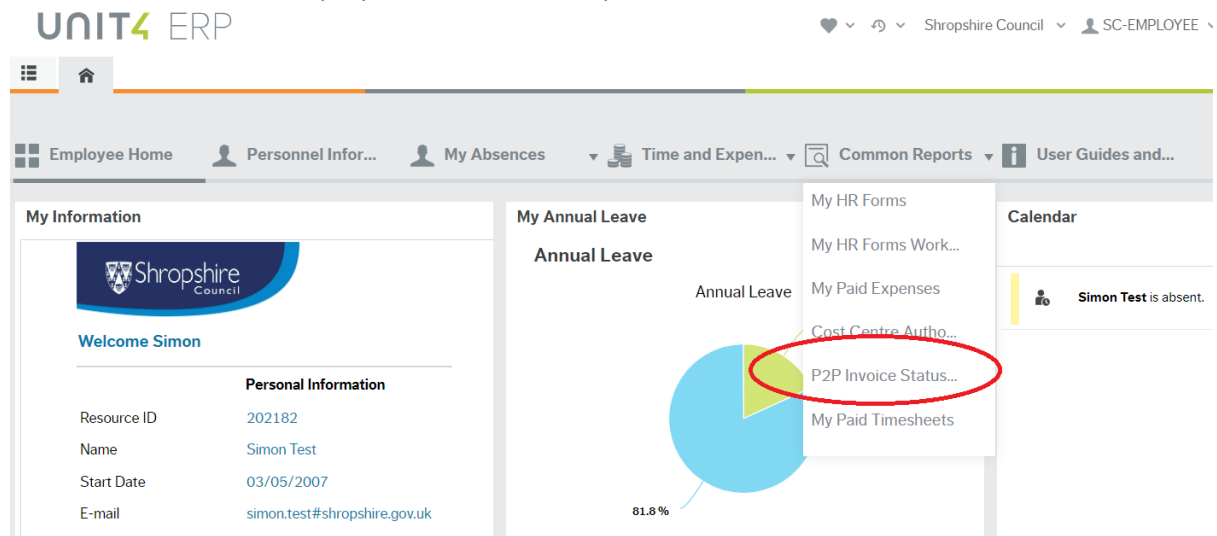 UNIT4 ERP
Shropshire Council
SC-EMPLOYEE
Employee Home
Personnel Infor...
My Absences
Time and Expen...
Common Reports
User Guides and...
My Information
Shropshire
Council
Welcome Simon
Personal Information
Resource ID 202182
Name Simon Test
Start Date 03/05/2007
E-mail simon.test#shropshire.gov.uk
My Annual Leave
Annual Leave
Annual Leave
81.8 %
My HR Forms
My HR Forms Work...
My Paid Expenses
Cost Centre Autho...
P2P Invoice Status...
My Paid Timesheets
Calendar
Simon Test is absent.